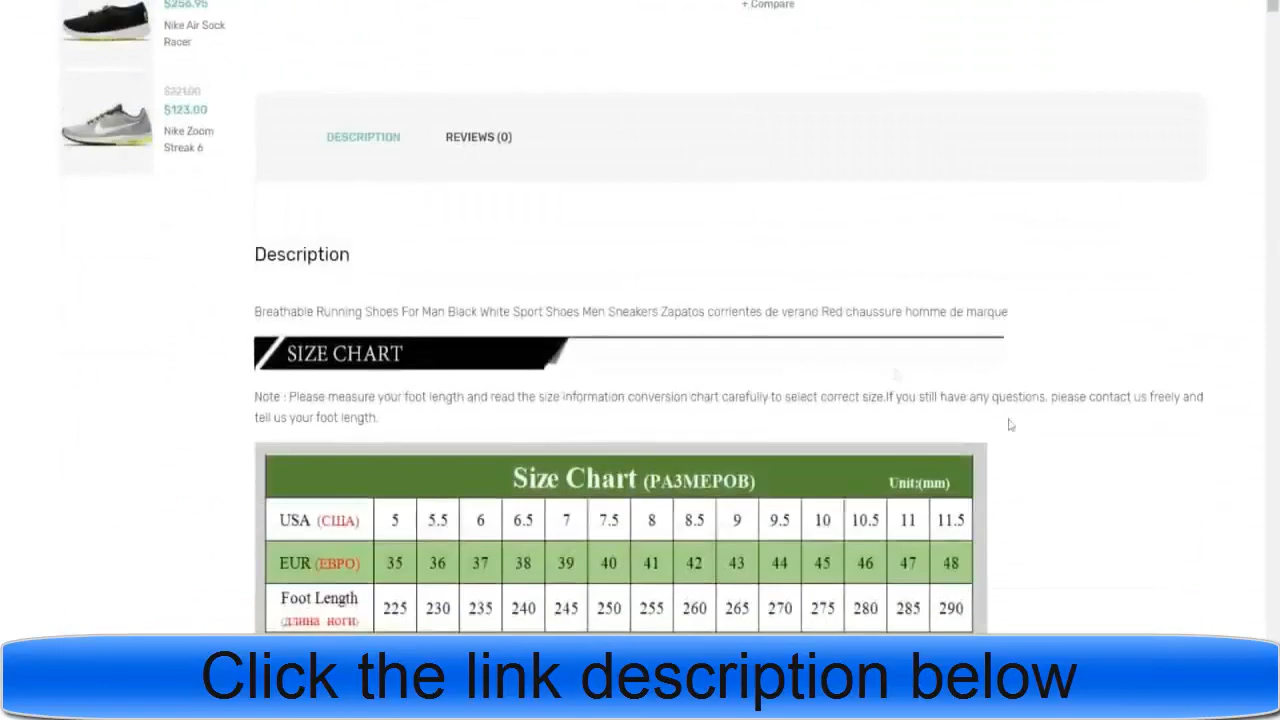 $256.95
+ Compare
Nike Air Sock
Racer
$221.00
$123.00
Nike Zoom
Streak 6
DESCRIPTION REVIEWS (0)
Description
Breathable Running Shoes For Man Black White Sport Shoes Men Sneakers Zapatos corrientes de verano Red chaussure homme de marque
SIZE CHART
Note : Please measure your foot length and read the size information conversion chart carefully to select correct size.If you still have any questions, please contact us freely and
tell us your foot length.
Size Chart (РАЗМЕРОВ) Unit:(mm)
USA (США) 5 5.5 6 6.5 7 7.5 8 8.5 9 9.5 10 10.5 11 11.5
EUR (ЕВРО) 35 36 37 38 39 40 41 42 43 44 45 46 47 48
Foot Length
(длина ноги) 225 230 235 240 245 250 255 260 265 270 275 280 285 290
Click the link description below